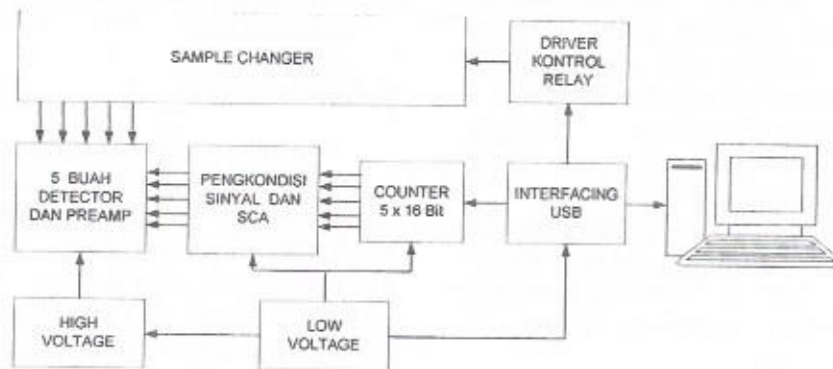 SAMPLE CHANGER
DRIVER
KONTROL
RELAY
5 BUAH
DETECTOR
DAN PREAMP
PENGKONDISI
SINYAL DAN
SCA
COUNTER
5 x 16 Bit
INTERFACING
USB
HIGH
VOLTAGE
LOW
VOLTAGE